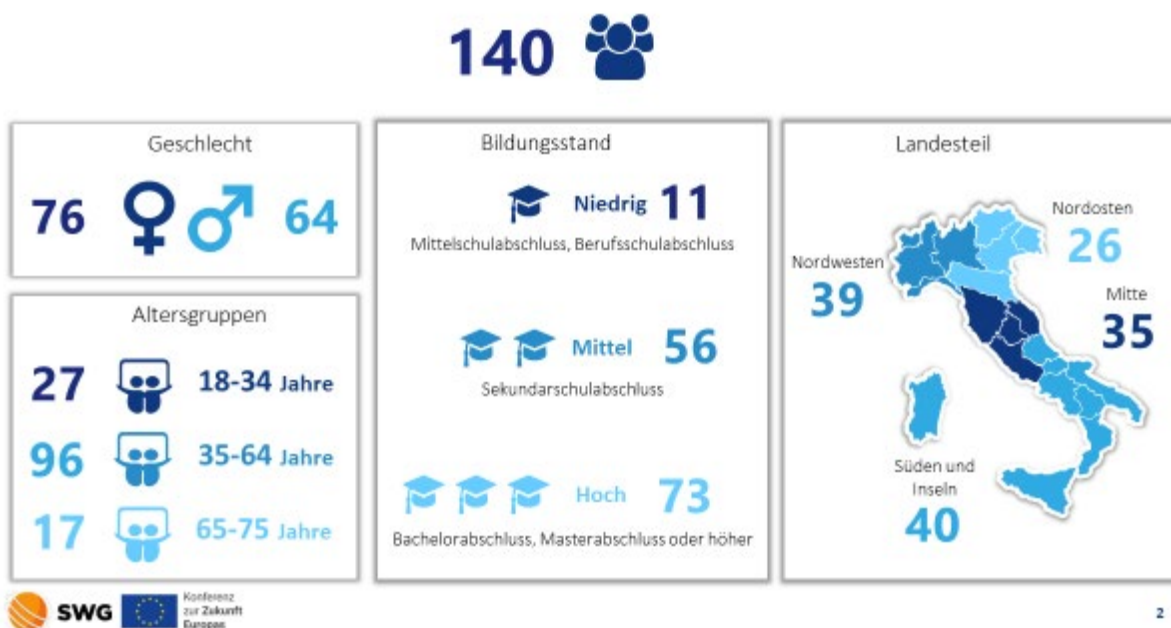 140
Geschlecht
76
64
Altersgruppen
27 18-34 Jahre
96 35-64 Jahre
17 65-75 Jahre
Bildungsstand
Niedrig 11
Mittelschulabschluss, Berufsschulabschluss
Mittel 56
Sekundarschulabschluss
Hoch 73
Bachelorabschluss, Masterabschluss oder höher
Landesteil
Nordosten
26
Nordwesten
39
Mitte
35
Süden und
Inseln
40
SWG
Konferenz
zur Zukunft
Europas
2